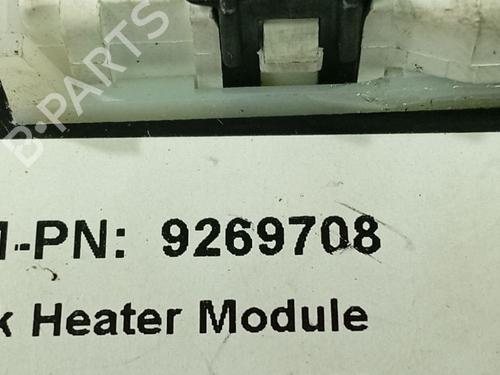 B-PARTS
-PN: 9269708
k Heater Module